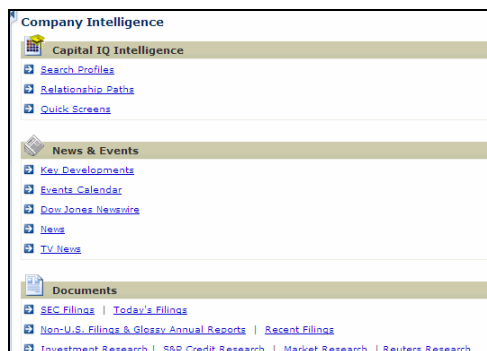 Company Intelligence
Capital IQ Intelligence
Search Profiles
Relationship Paths
Quick Screens
News & Events
Key Developments
Events Calendar
Dow Jones Newswire
News
TV News
Documents
SEC Filings | Today's Filings
Non-U.S. Filings & Glossy Annual Reports | Recent Filings
Investment Research | S&P Credit Research | Market Research | Reuters Research